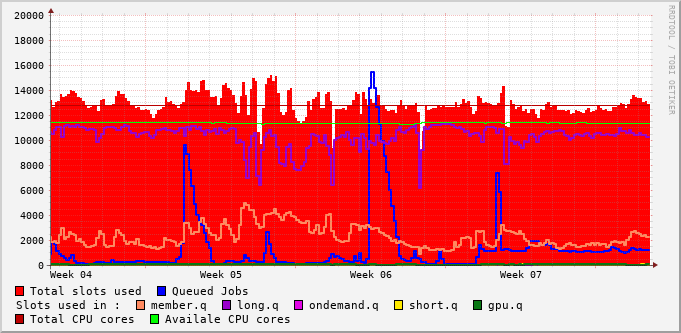 20000
18000
16000
14000
12000
10000
8000
6000
4000
2000
0
Week 04 Week 05 Week 06 Week 07
RRDTOOL / TOBI OETIKER
Total slots used Queued Jobs
Slots used in : member.q long.q ondemand.q short.q gpu.q
Total CPU cores Availale CPU cores